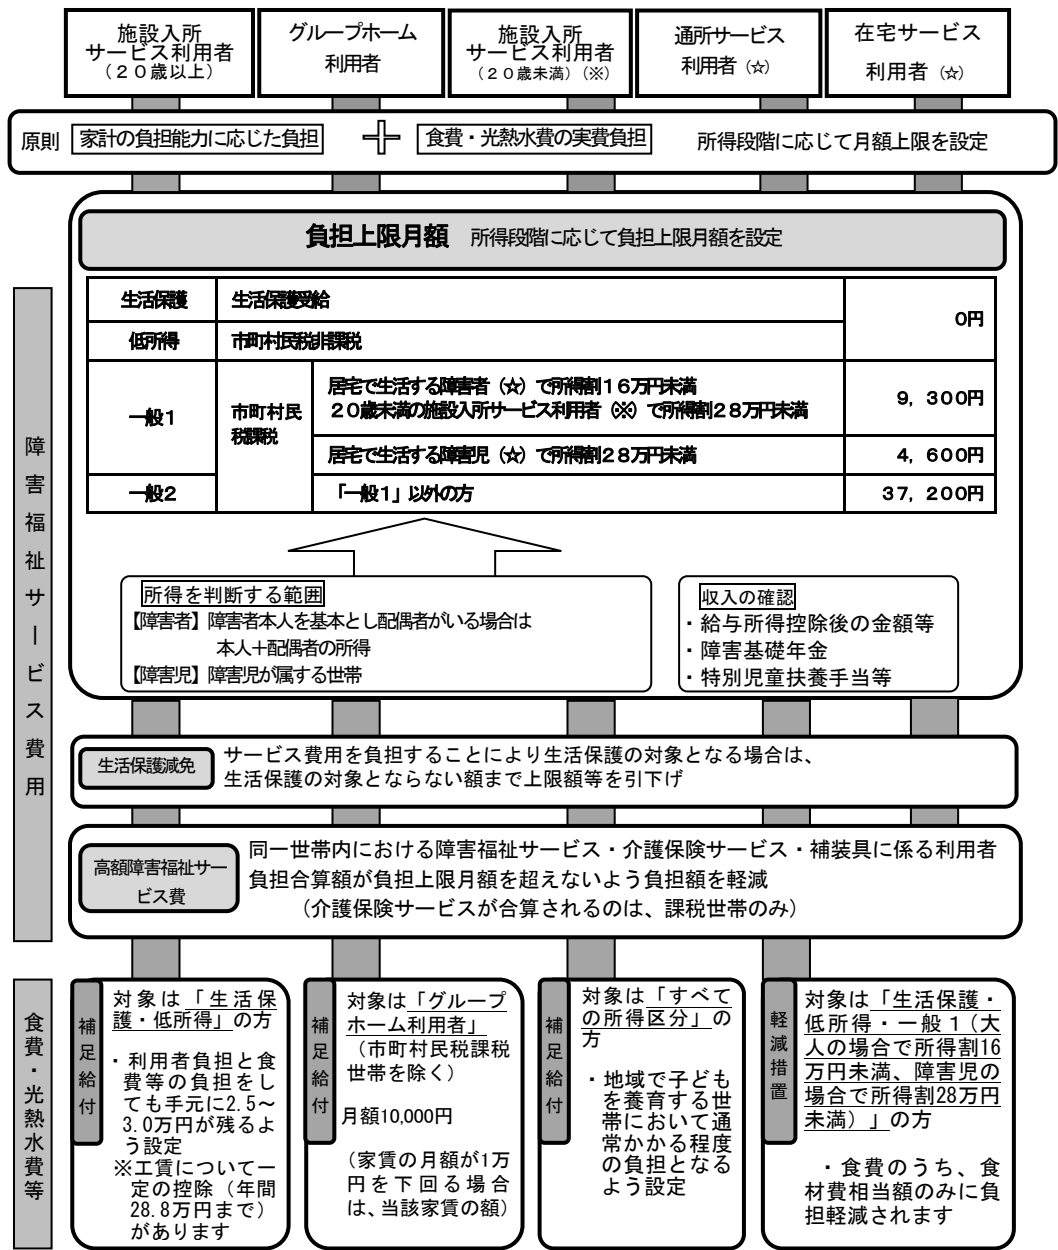 施設入所
サービス利用者
（２０歳以上）
グループホーム
利用者
施設入所
サービス利用者
（２０歳未満）（※）
通所サービス
利用者（☆）
在宅サービス
利用者（☆）
原則 家計の負担能力に応じた負担 ＋ 食費・光熱水費の実費負担 所得段階に応じて月額上限を設定
負担上限月額 所得段階に応じて負担上限月額を設定
障害福祉サービス費用
生活保護 生活保護受給 0円
低所得 市町村民税非課税
一般1 市町村民
税課税
居宅で生活する障害者（☆）で所得割１６万円未満
２０歳未満の施設入所サービス利用者（※）で所得割２８万円未満
9，300円
居宅で生活する障害児（☆）で所得割２８万円未満 4，600円
一般2 「一般１」以外の方 37，200円
所得を判断する範囲
【障害者】障害者本人を基本とし配偶者がいる場合は
本人＋配偶者の所得
【障害児】障害児が属する世帯
収入の確認
・給与所得控除後の金額等
・障害基礎年金
・特別児童扶養手当等
生活保護減免
サービス費用を負担することにより生活保護の対象となる場合は、
生活保護の対象とならない額まで上限額等を引下げ
高額障害福祉サー
ビス費
同一世帯内における障害福祉サービス・介護保険サービス・補装具に係る利用者
負担合算額が負担上限月額を超えないよう負担額を軽減
（介護保険サービスが合算されるのは、課税世帯のみ）
食費・光熱水費等
補足給付
対象は「生活保
護・低所得」の方
・利用者負担と食
費等の負担をし
ても手元に2.5～
3.0万円が残るよ
う設定
※工賃について一
定の控除（年間
28.8万円まで）
があります
補足給付
対象は「グループ
ホーム利用者」
（市町村民税課税
世帯を除く）
月額10,000円
（家賃の月額が1万
円を下回る場合
は、当該家賃の額）
補足給付
対象は「すべて
の所得区分」の
方
・地域で子ども
を養育する世
帯において通
常かかる程度
の負担となる
よう設定
軽減措置
対象は「生活保護・
低所得・一般１（大
人の場合で所得割16
万円未満、障害児の
場合で所得割28万円
未満）」の方
・食費のうち、食
材費相当額のみに負
担軽減されます